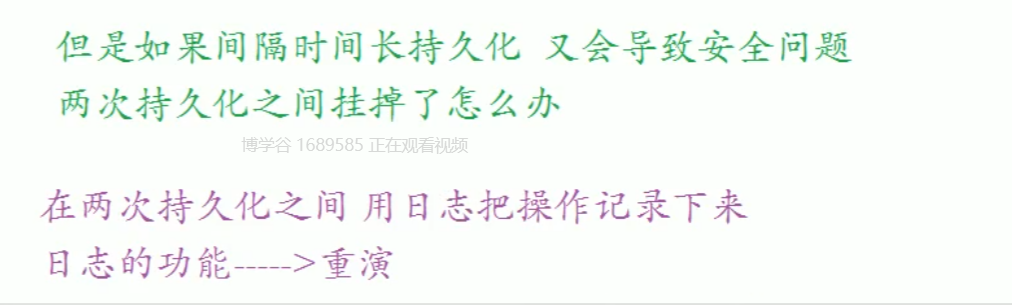 但是如果间隔时间长持久化 又会导致安全问题
两次持久化之间挂掉了怎么办
博学谷 1689585 正在观看视频
在两次持久化之间 用日志把操作记录下来
日志的功能----->重演